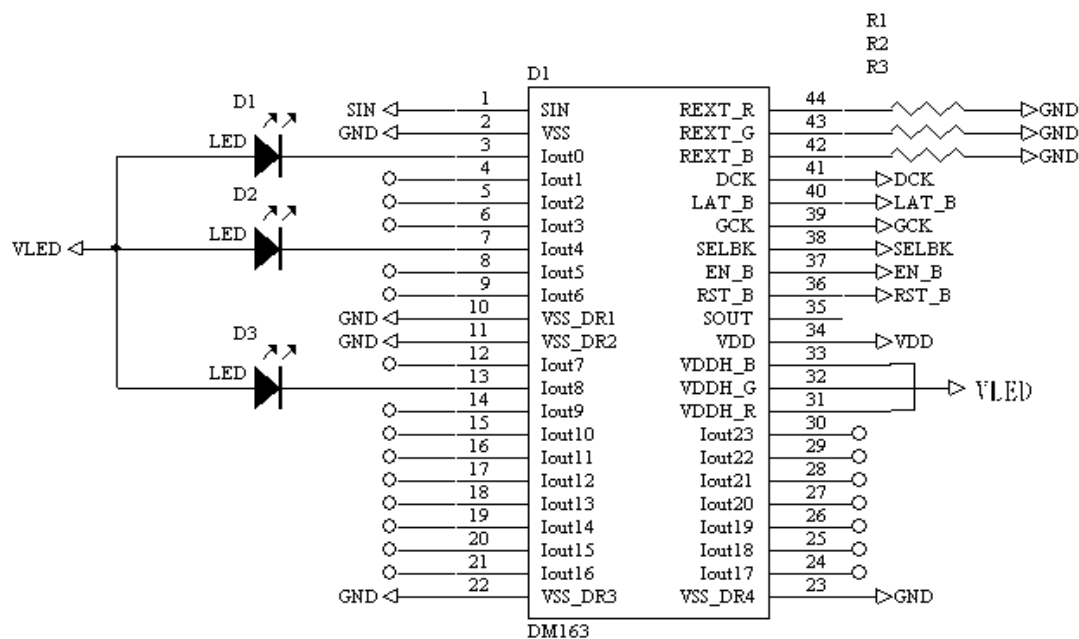 R1
R2
R3
D1
D1
LED
SIN 1 SIN REXT_R 44 GND
GND 2 VSS REXT_G 43 GND
3 Iout0 REXT_B 42 GND
4 Iout1 DCK 41 DCK
D2
LED
5 Iout2 LAT_B 40 LAT_B
6 Iout3 GCK 39 GCK
VLED 7 Iout4 SELBK 38 SELBK
8 Iout5 EN_B 37 EN_B
9 Iout6 RST_B 36 RST_B
GND 10 VSS_DR1 SOUT 35
GND 11 VSS_DR2 VDD 34 VDD
D3
LED
12 Iout7 VDDH_B 33
13 Iout8 VDDH_G 32 VLED
14 Iout9 VDDH_R 31
15 Iout10 Iout23 30
16 Iout11 Iout22 29
17 Iout12 Iout21 28
18 Iout13 Iout20 27
19 Iout14 Iout19 26
20 Iout15 Iout18 25
21 Iout16 Iout17 24
GND 22 VSS_DR3 VSS_DR4 23 GND
DM163